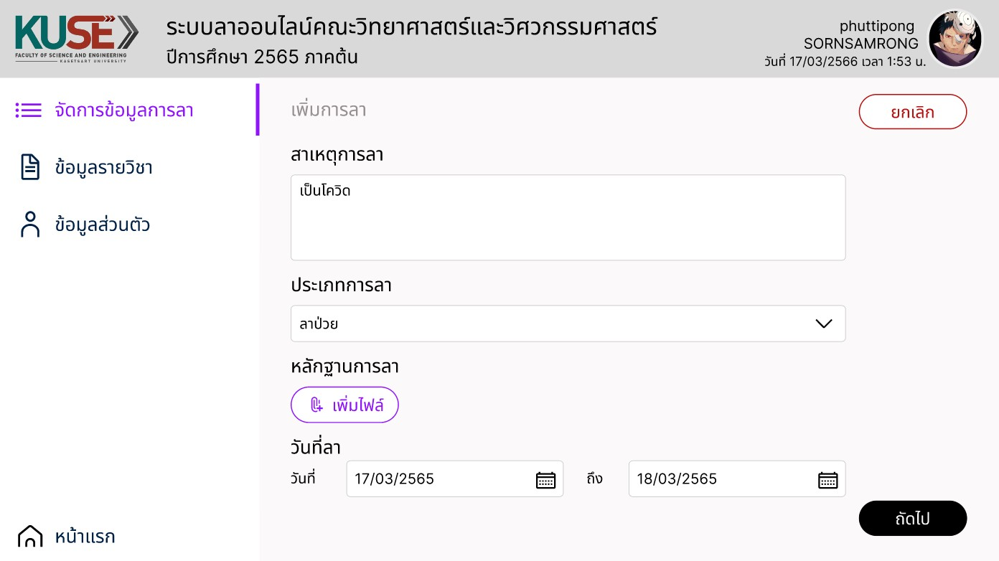 KUSE
FACULTY OF SCIENCE AND ENGINEERING
KASETSART UNIVERSITY
ระบบลาออนไลน์คณะวิทยาศาสตร์และวิศวกรรมศาสตร์
ปีการศึกษา 2565 ภาคต้น
phuttipong
SORNSAMRONG
วันที่ 17/03/2566 เวลา 1:53 น.
จัดการข้อมูลการลา
ข้อมูลรายวิชา
ข้อมูลส่วนตัว
หน้าแรก
เพิ่มการลา
ยกเลิก
สาเหตุการลา
เป็นโควิด
ประเภทการลา
ลาป่วย
หลักฐานการลา
เพิ่มไฟล์
วันที่ลา
วันที่ 17/03/2565 ถึง 18/03/2565
ถัดไป